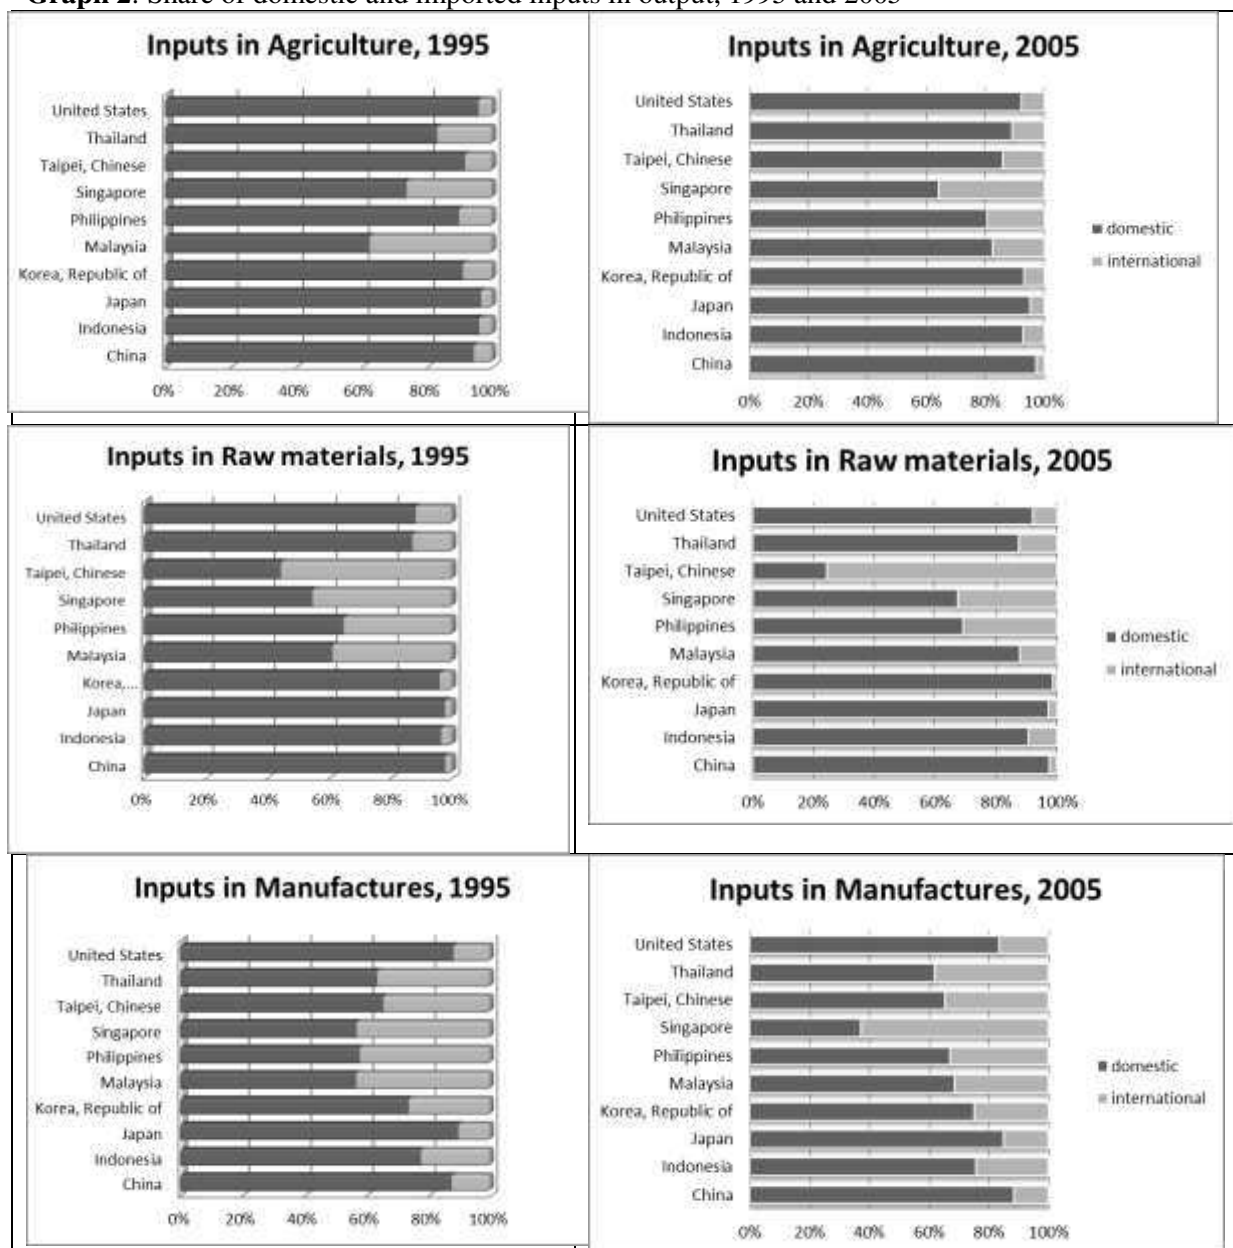 Graph 2: Share of domestic and imported inputs in output, 1995 and 2005
Inputs in Agriculture, 1995
United States
Thailand
Taipei, Chinese
Singapore
Philippines
Malaysia
Korea, Republic of
Japan
Indonesia
China
0% 20% 40% 60% 80% 100%
Inputs in Agriculture, 2005
United States
Thailand
Taipei, Chinese
Singapore
Philippines
Malaysia
Korea, Republic of
Japan
Indonesia
China
0% 20% 40% 60% 80% 100%
domestic
international
Inputs in Raw materials, 1995
United States
Thailand
Taipei, Chinese
Singapore
Philippines
Malaysia
Korea,...
Japan
Indonesia
China
0% 20% 40% 60% 80% 100%
Inputs in Raw materials, 2005
United States
Thailand
Taipei, Chinese
Singapore
Philippines
Malaysia
Korea, Republic of
Japan
Indonesia
China
0% 20% 40% 60% 80% 100%
domestic
international
Inputs in Manufactures, 1995
United States
Thailand
Taipei, Chinese
Singapore
Philippines
Malaysia
Korea, Republic of
Japan
Indonesia
China
0% 20% 40% 60% 80% 100%
Inputs in Manufactures, 2005
United States
Thailand
Taipei, Chinese
Singapore
Philippines
Malaysia
Korea, Republic of
Japan
Indonesia
China
0% 20% 40% 60% 80% 100%
domestic
international